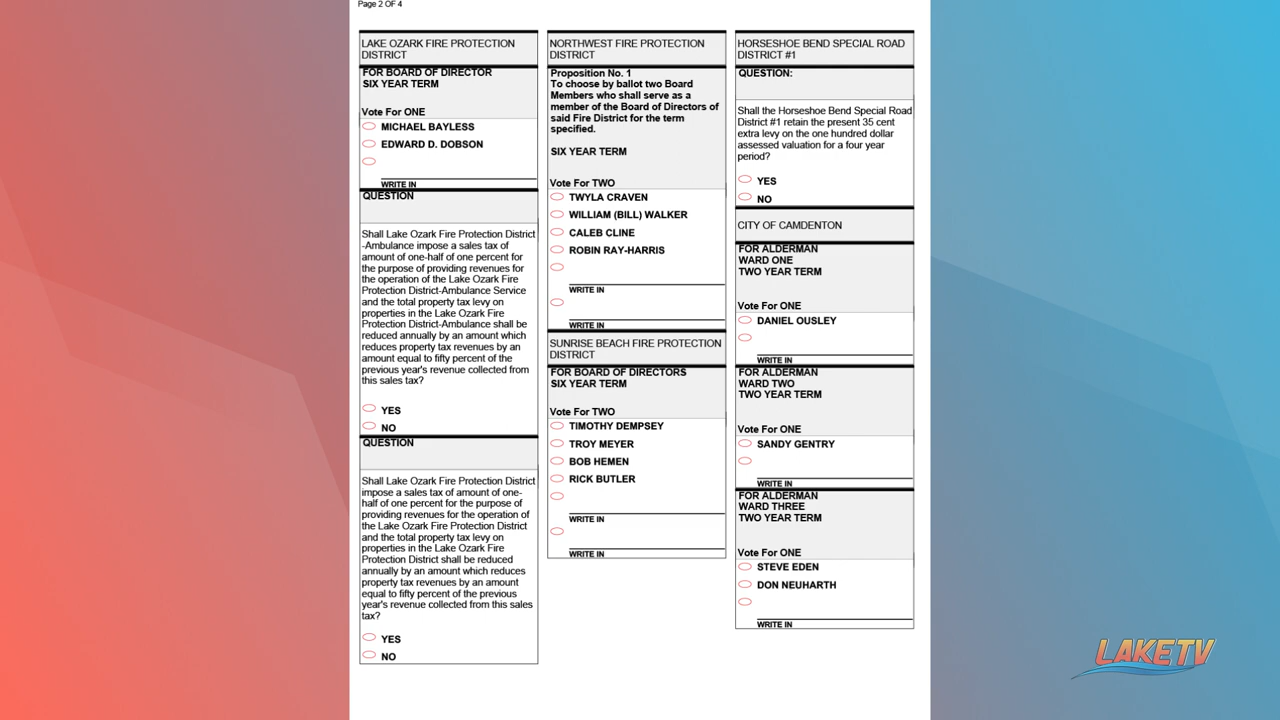 Page 2 OF 4
LAKE OZARK FIRE PROTECTION
DISTRICT
FOR BOARD OF DIRECTOR
SIX YEAR TERM
Vote For ONE
MICHAEL BAYLESS
EDWARD D. DOBSON
WRITE IN
QUESTION
Shall Lake Ozark Fire Protection District
-Ambulance impose a sales tax of
amount of one-half of one percent for
the purpose of providing revenues for
the operation of the Lake Ozark Fire
Protection District-Ambulance Service
and the total property tax levy on
properties in the Lake Ozark Fire
Protection District-Ambulance shall be
reduced annually by an amount which
reduces property tax revenues by an
amount equal to fifty percent of the
previous year's revenue collected from
this sales tax?
YES
NO
QUESTION
Shall Lake Ozark Fire Protection District
impose a sales tax of amount of one-
half of one percent for the purpose of
providing revenues for the operation of
the Lake Ozark Fire Protection District
and the total property tax levy on
properties in the Lake Ozark Fire
Protection District shall be reduced
annually by an amount which reduces
property tax revenues by an amount
equal to fifty percent of the previous
year's revenue collected from this sales
tax?
YES
NO
NORTHWEST FIRE PROTECTION
DISTRICT
Proposition No. 1
To choose by ballot two Board
Members who shall serve as a
member of the Board of Directors of
said Fire District for the term
specified.
SIX YEAR TERM
Vote For TWO
TWYLA CRAVEN
WILLIAM (BILL) WALKER
CALEB CLINE
ROBIN RAY-HARRIS
WRITE IN
WRITE IN
SUNRISE BEACH FIRE PROTECTION
DISTRICT
FOR BOARD OF DIRECTORS
SIX YEAR TERM
Vote For TWO
TIMOTHY DEMPSEY
TROY MEYER
BOB HEMEN
RICK BUTLER
WRITE IN
WRITE IN
HORSESHOE BEND SPECIAL ROAD
DISTRICT #1
QUESTION:
Shall the Horseshoe Bend Special Road
District #1 retain the present 35 cent
extra levy on the one hundred dollar
assessed valuation for a four year
period?
YES
NO
CITY OF CAMDENTON
FOR ALDERMAN
WARD ONE
TWO YEAR TERM
Vote For ONE
DANIEL OUSLEY
WRITE IN
FOR ALDERMAN
WARD TWO
TWO YEAR TERM
Vote For ONE
SANDY GENTRY
WRITE IN
FOR ALDERMAN
WARD THREE
TWO YEAR TERM
Vote For ONE
STEVE EDEN
DON NEUHARTH
WRITE IN
LAKETV